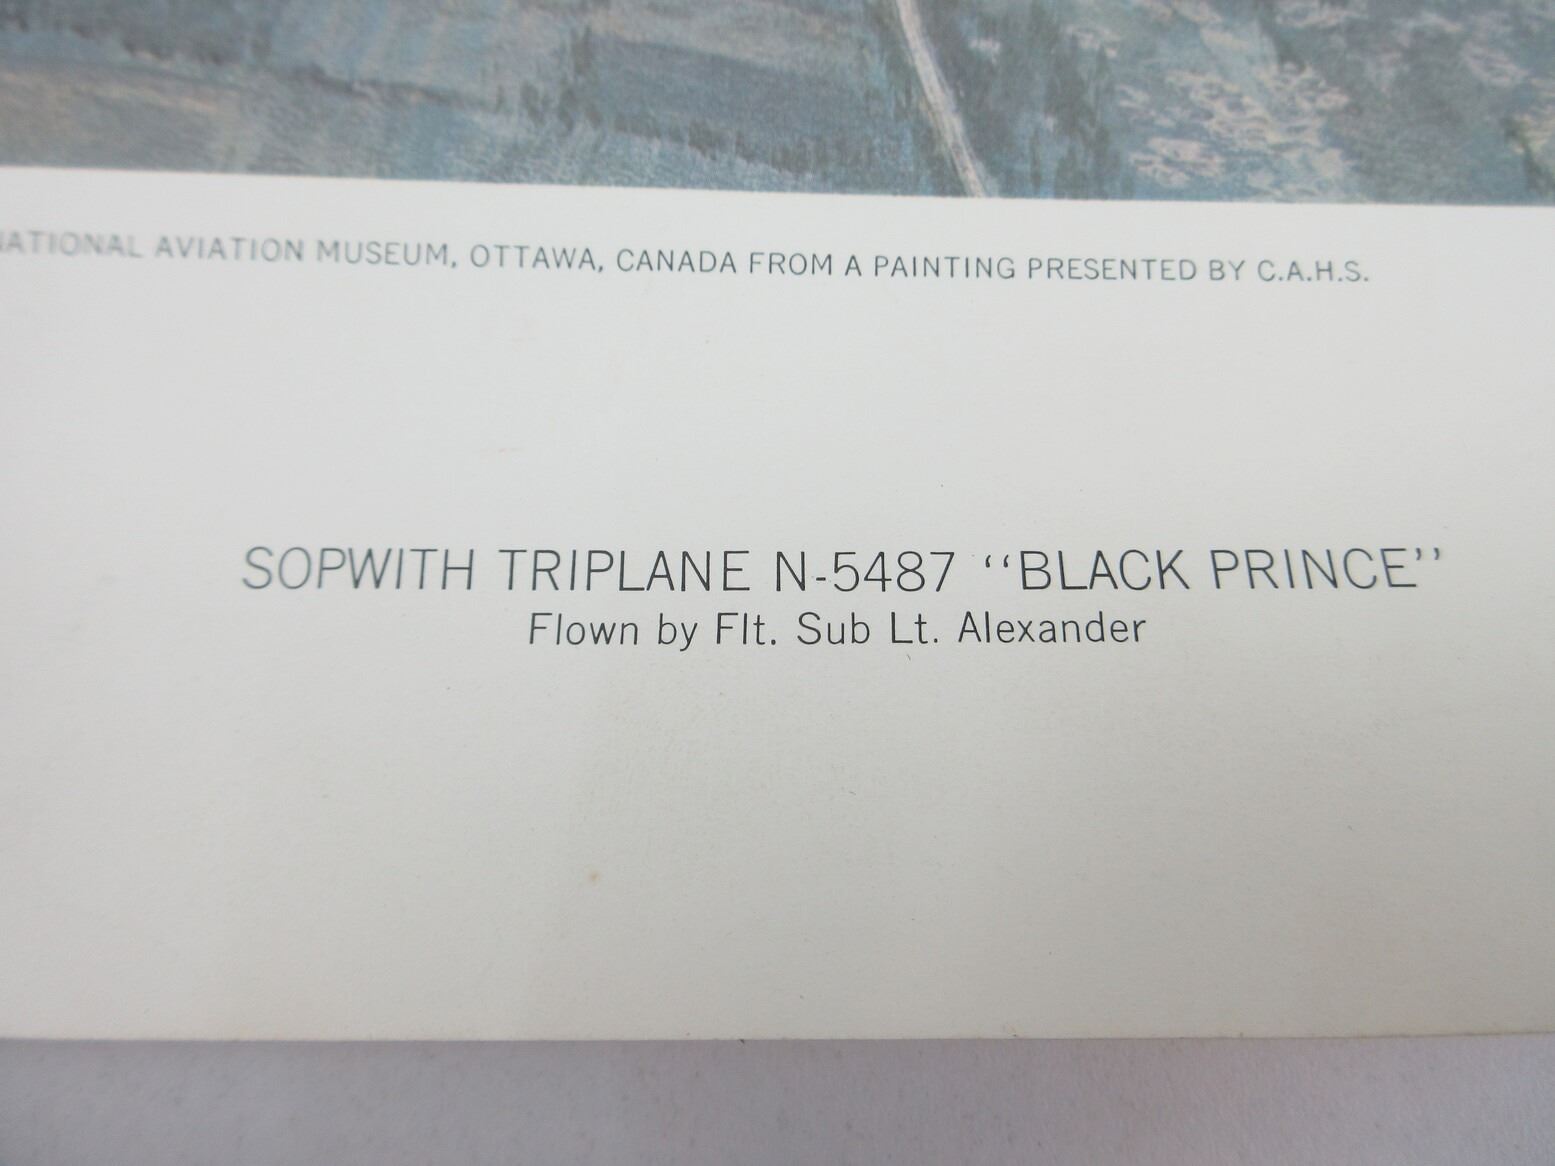 NATIONAL AVIATION MUSEUM, OTTAWA, CANADA FROM A PAINTING PRESENTED BY C.A.H.S.
SOPWITH TRIPLANE N-5487 “BLACK PRINCE”
Flown by Flt. Sub Lt. Alexander